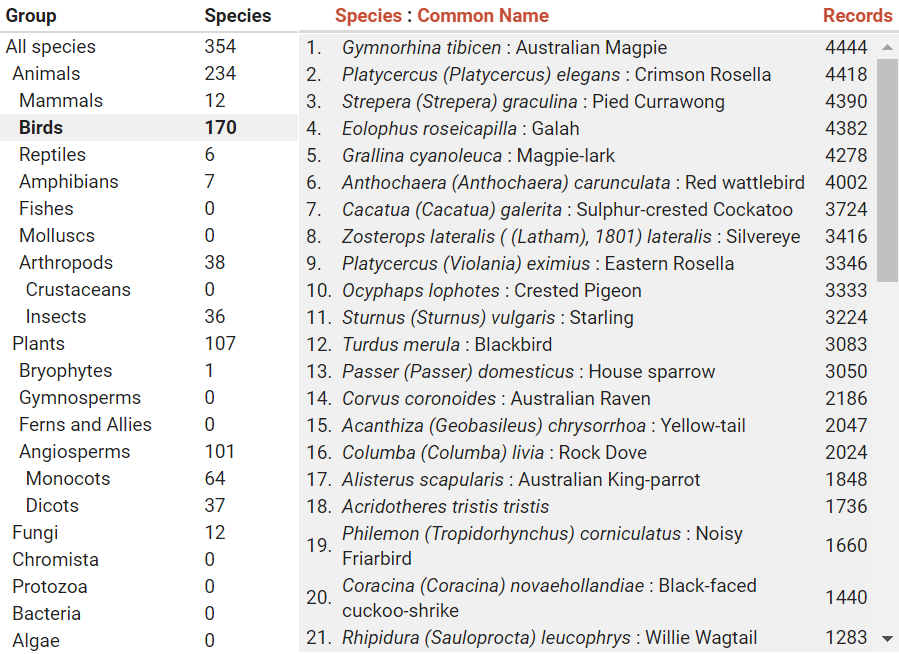 Group Species
All species 354
Animals 234
Mammals 12
Birds 170
Reptiles 6
Amphibians 7
Fishes 0
Molluscs 0
Arthropods 38
Crustaceans 0
Insects 36
Plants 107
Bryophytes 1
Gymnosperms 0
Ferns and Allies 0
Angiosperms 101
Monocots 64
Dicots 37
Fungi 12
Chromista 0
Protozoa 0
Bacteria 0
Algae 0
Species : Common Name Records
1. Gymnorhina tibicen : Australian Magpie 4444
2. Platycercus (Platycercus) elegans : Crimson Rosella 4418
3. Strepera (Strepera) graculina : Pied Currawong 4390
4. Eolophus roseicapilla : Galah 4382
5. Grallina cyanoleuca : Magpie-lark 4278
6. Anthochaera (Anthochaera) carunculata : Red wattlebird 4002
7. Cacatua (Cacatua) galerita : Sulphur-crested Cockatoo 3724
8. Zosterops lateralis ( (Latham), 1801) lateralis : Silvereye 3416
9. Platycercus (Violania) eximius : Eastern Rosella 3346
10. Ocyphaps lophotes : Crested Pigeon 3333
11. Sturnus (Sturnus) vulgaris : Starling 3224
12. Turdus merula : Blackbird 3083
13. Passer (Passer) domesticus : House sparrow 3050
14. Corvus coronoides : Australian Raven 2186
15. Acanthiza (Geobasileus) chrysorrhoa : Yellow-tail 2047
16. Columba (Columba) livia : Rock Dove 2024
17. Alisterus scapularis : Australian King-parrot 1848
18. Acridotheres tristis tristis 1736
19. Philemon (Tropidorhynchus) corniculatus : Noisy
Friarbird 1660
20. Coracina (Coracina) novaehollandiae : Black-faced
cuckoo-shrike 1440
21. Rhipidura (Sauloprocta) leucophrys : Willie Wagtail 1283